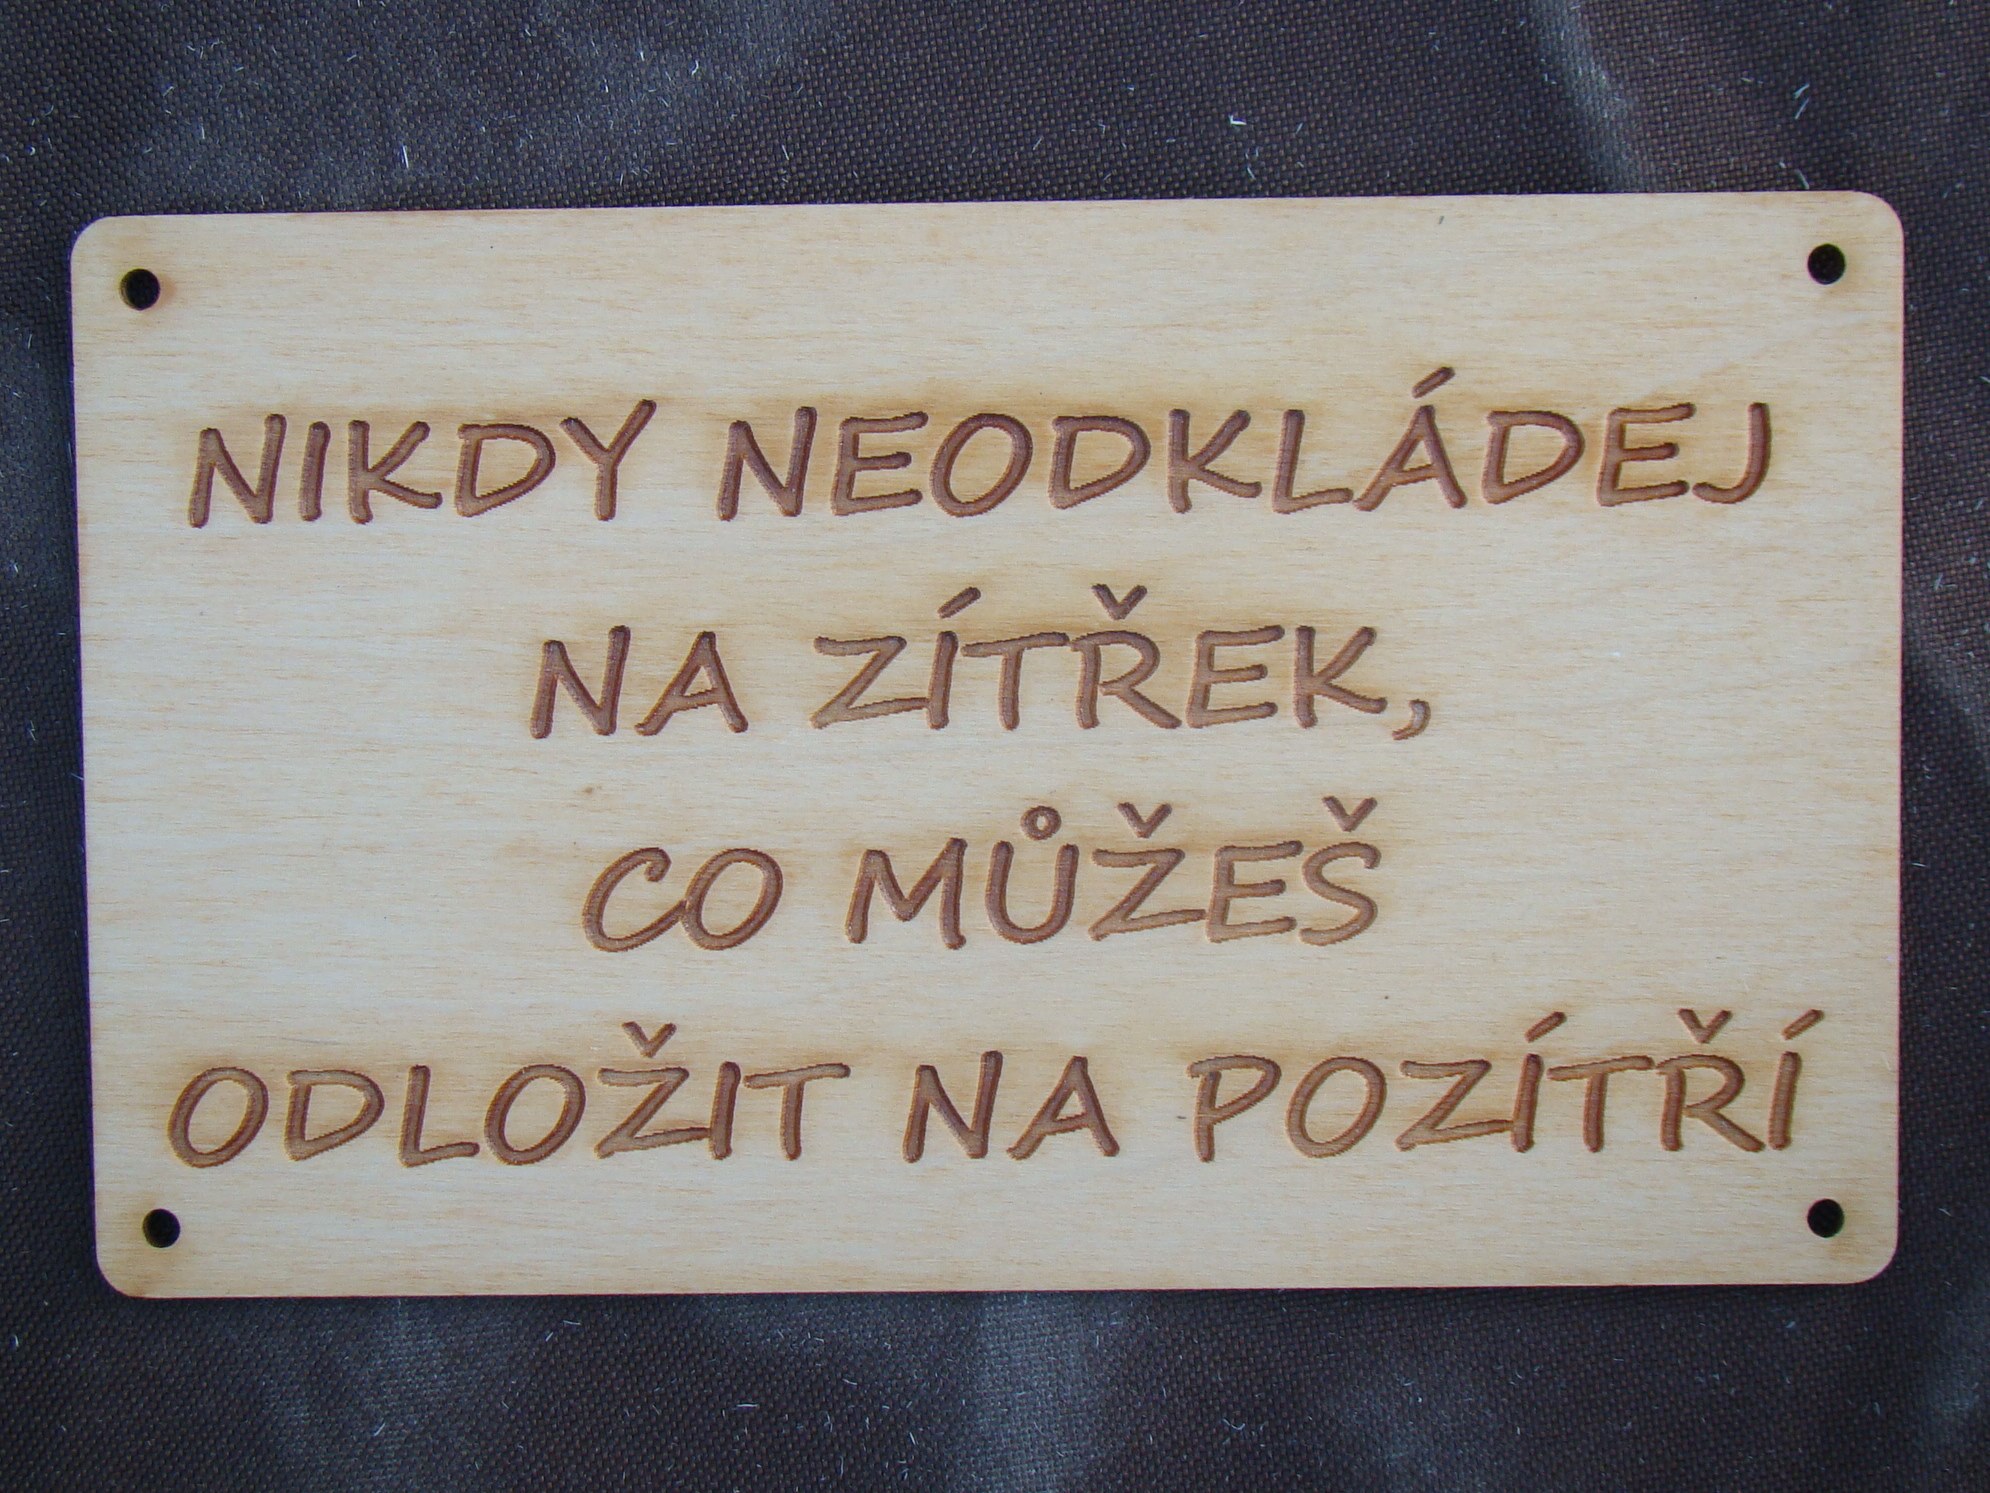 NIKDY NEODKLÁDEJ
NA ZÍTŘEK,
CO MŮŽEŠ
ODLOŽIT NA POZÍTŘÍ